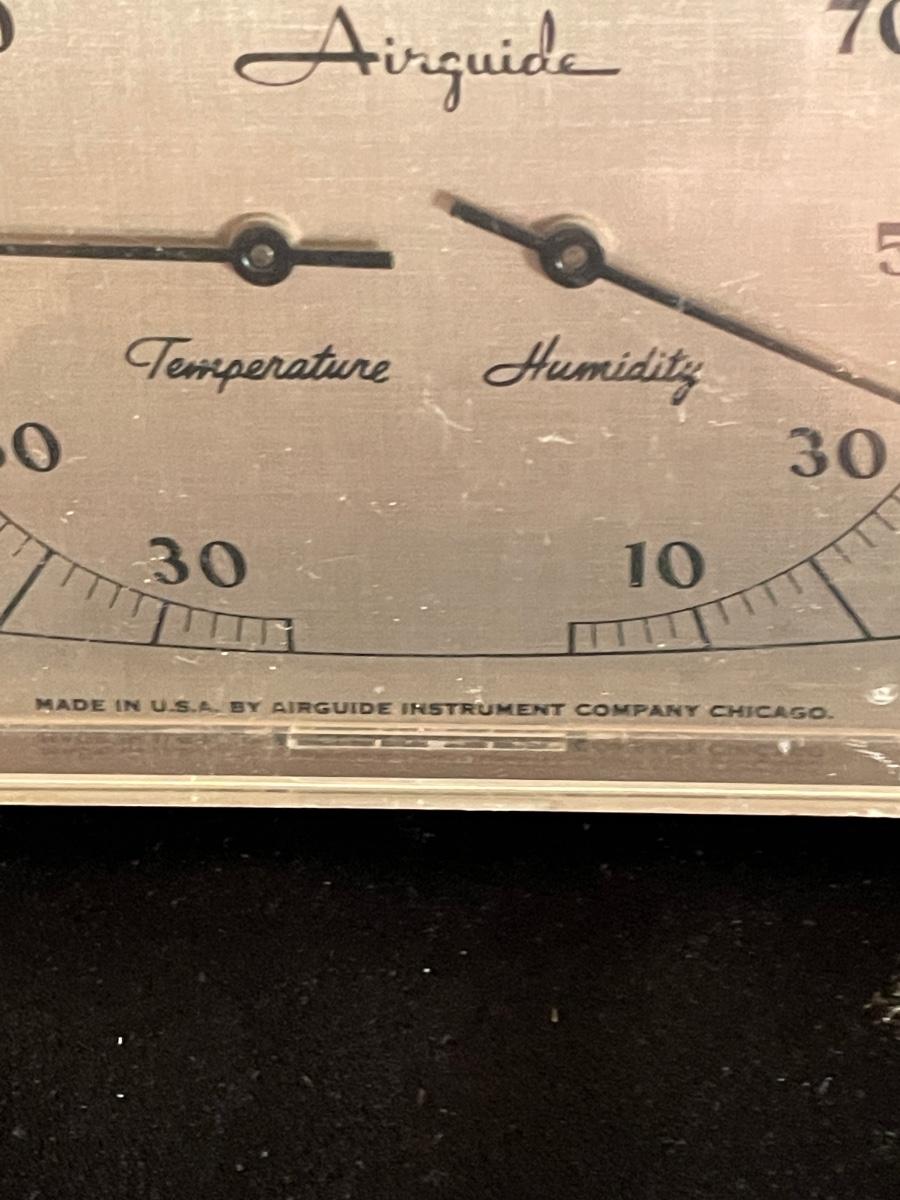 Airguide
70
Temperature Humidity
30
30
10
MADE IN U.S.A. BY AIRGUIDE INSTRUMENT COMPANY CHICAGO.